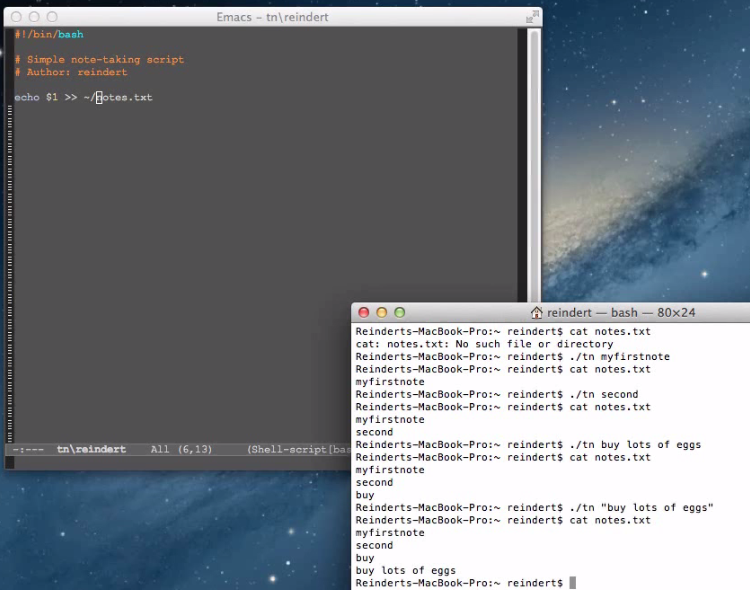 Emacs – tn\reindert
#!/bin/bash
# Simple note-taking script
# Author: reindert
echo $1 >> ~/notes.txt
-:--- tn\reindert All (6,13) (Shell-script[bas
reindert — bash — 80×24
Reinderts-MacBook-Pro:~ reindert$ cat notes.txt
cat: notes.txt: No such file or directory
Reinderts-MacBook-Pro:~ reindert$ ./tn myfirstnote
Reinderts-MacBook-Pro:~ reindert$ cat notes.txt
myfirstnote
Reinderts-MacBook-Pro:~ reindert$ ./tn second
Reinderts-MacBook-Pro:~ reindert$ cat notes.txt
myfirstnote
second
Reinderts-MacBook-Pro:~ reindert$ ./tn buy lots of eggs
Reinderts-MacBook-Pro:~ reindert$ cat notes.txt
myfirstnote
second
buy
Reinderts-MacBook-Pro:~ reindert$ ./tn "buy lots of eggs"
Reinderts-MacBook-Pro:~ reindert$ cat notes.txt
myfirstnote
second
buy
buy lots of eggs
Reinderts-MacBook-Pro:~ reindert$